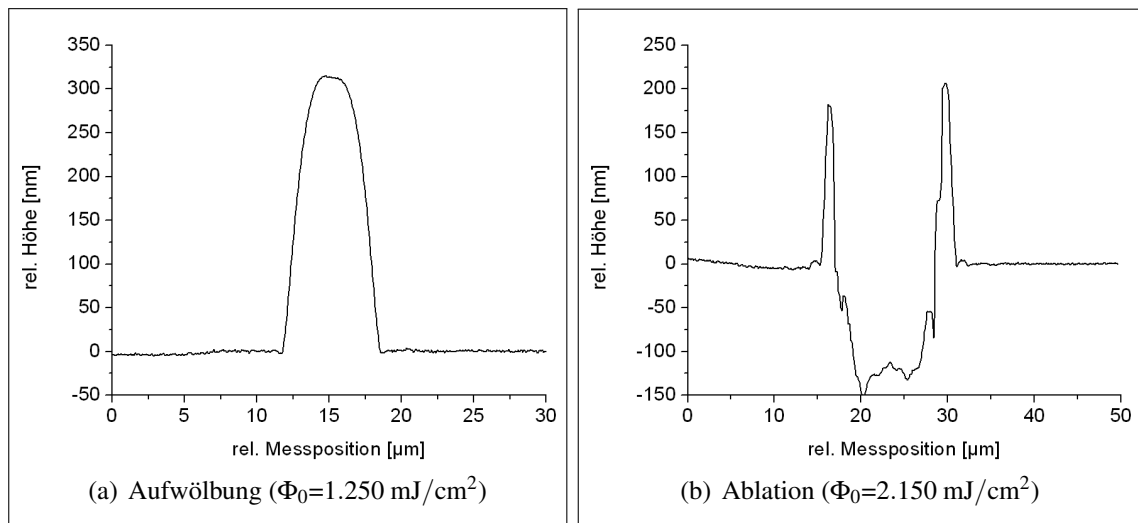 350
300
250
200
150
100
50
0
-50
rel. Höhe [nm]
0 5 10 15 20 25 30
rel. Messposition [µm]
(a) Aufwölbung (Φ0=1.250 mJ/cm²)
250
200
150
100
50
0
-50
-100
-150
rel. Höhe [nm]
0 10 20 30 40 50
rel. Messposition [µm]
(b) Ablation (Φ0=2.150 mJ/cm²)